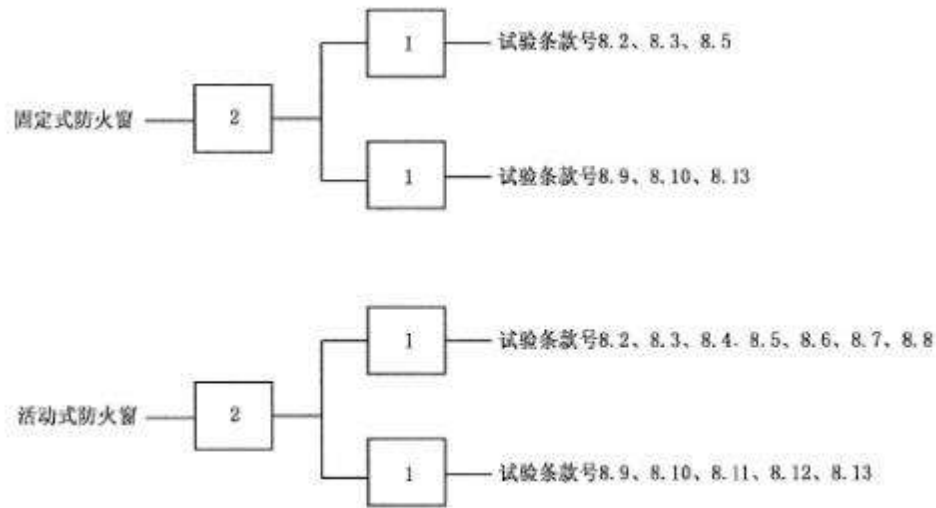 1 试验条款号8.2、8.3、8.5
固定式防火窗 2
1 试验条款号8.9、8.10、8.13
1 试验条款号8.2、8.3、8.4. 8.5、8.6、8.7、8.8
活动式防火窗 2
1 试验条款号8.9、8.10、8.11、8.12、8.13